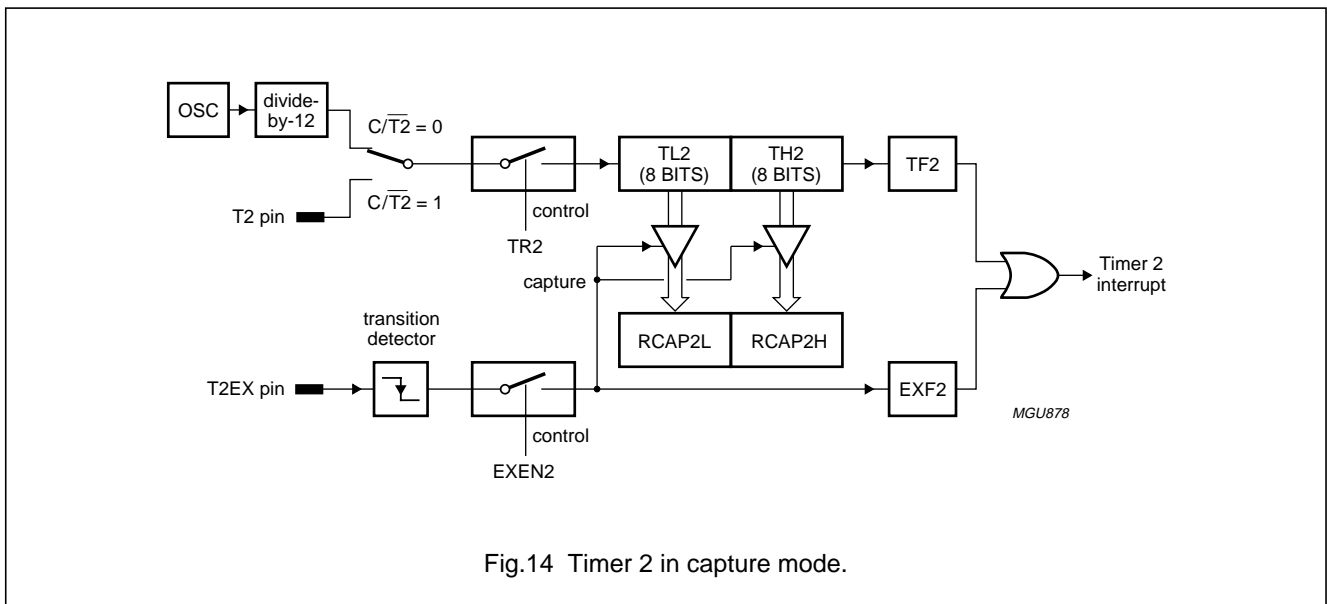 OSC
divide-
by-12
C/T2 = 0
T2 pin
C/T2 = 1
control
TR2
TL2
(8 BITS)
TH2
(8 BITS)
TF2
capture
Timer 2
interrupt
transition
detector
RCAP2L
RCAP2H
T2EX pin
control
EXEN2
EXF2
MGU878
Fig.14 Timer 2 in capture mode.